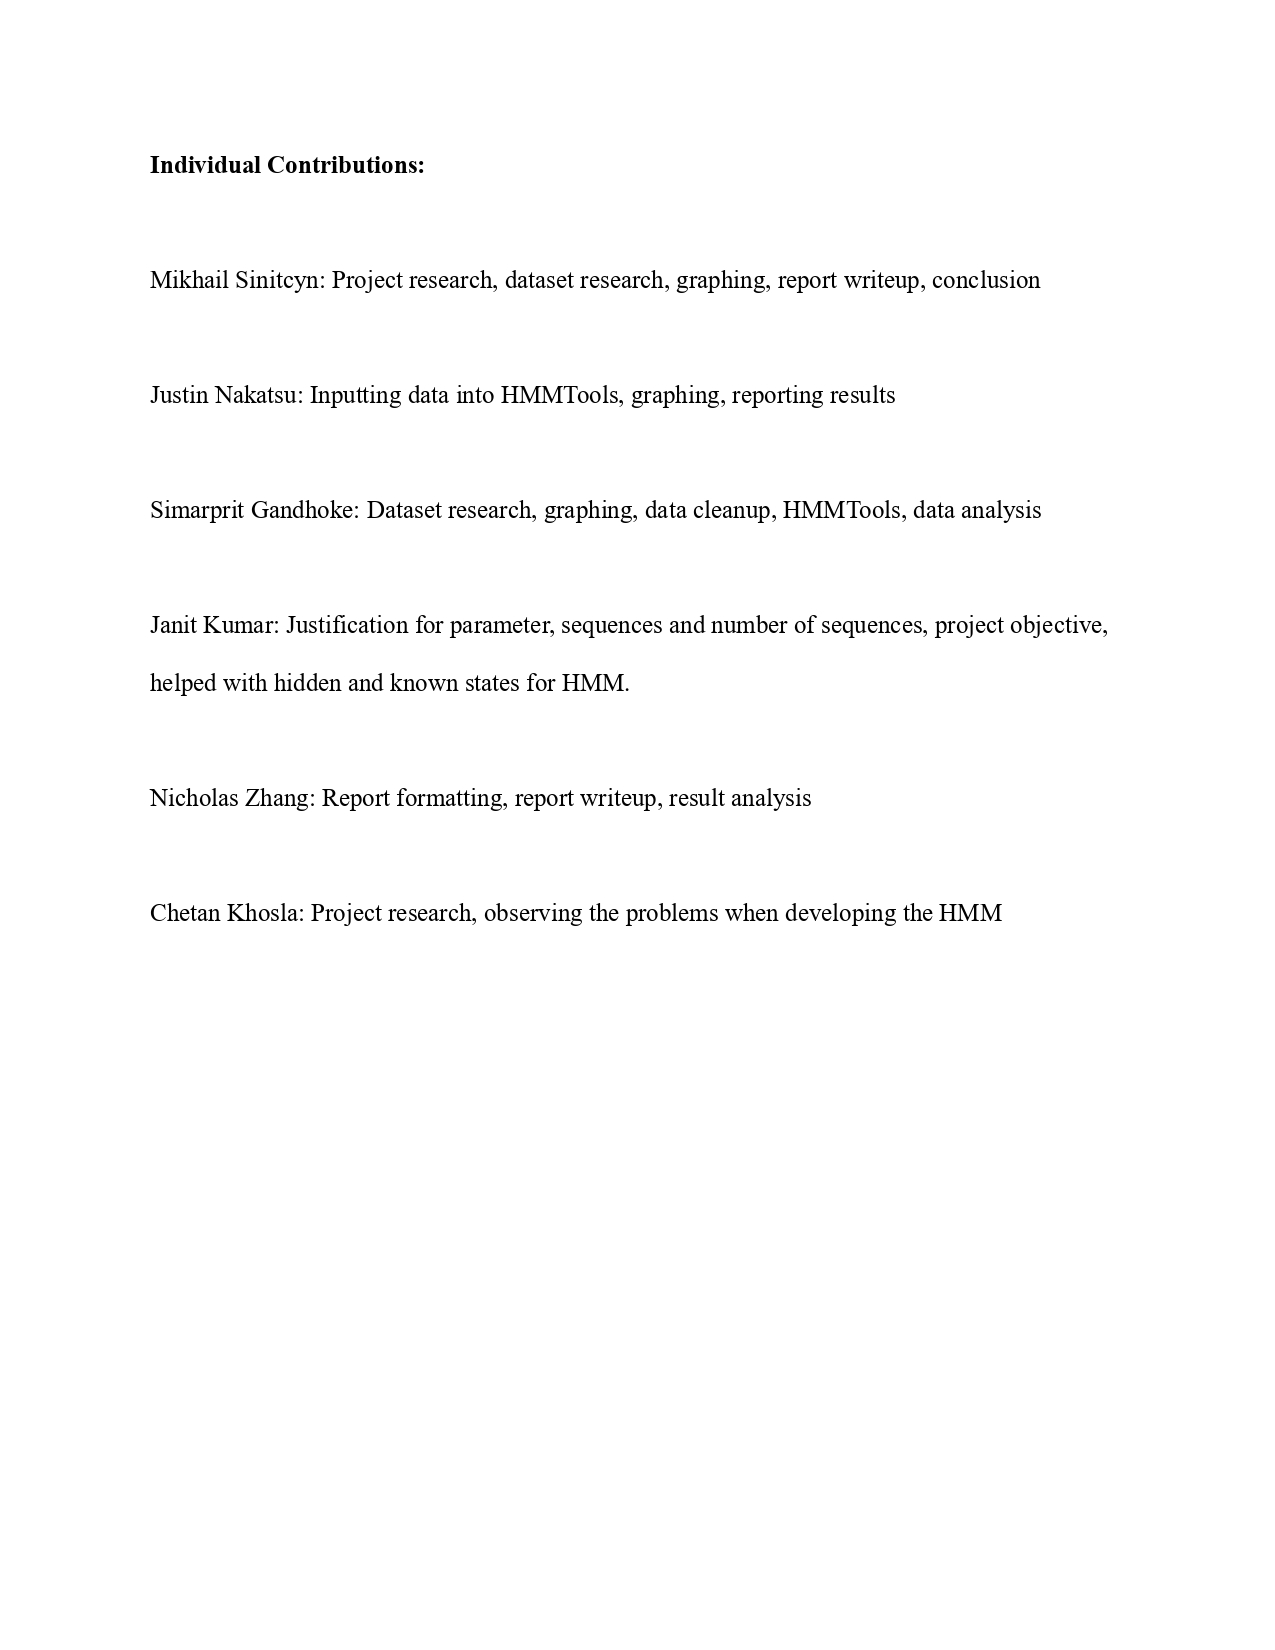 Individual Contributions:
Mikhail Sinitcyn: Project research, dataset research, graphing, report writeup, conclusion
Justin Nakatsu: Inputting data into HMMTools, graphing, reporting results
Simarprit Gandhoke: Dataset research, graphing, data cleanup, HMMTools, data analysis
Janit Kumar: Justification for parameter, sequences and number of sequences, project objective,
helped with hidden and known states for HMM.
Nicholas Zhang: Report formatting, report writeup, result analysis
Chetan Khosla: Project research, observing the problems when developing the HMM